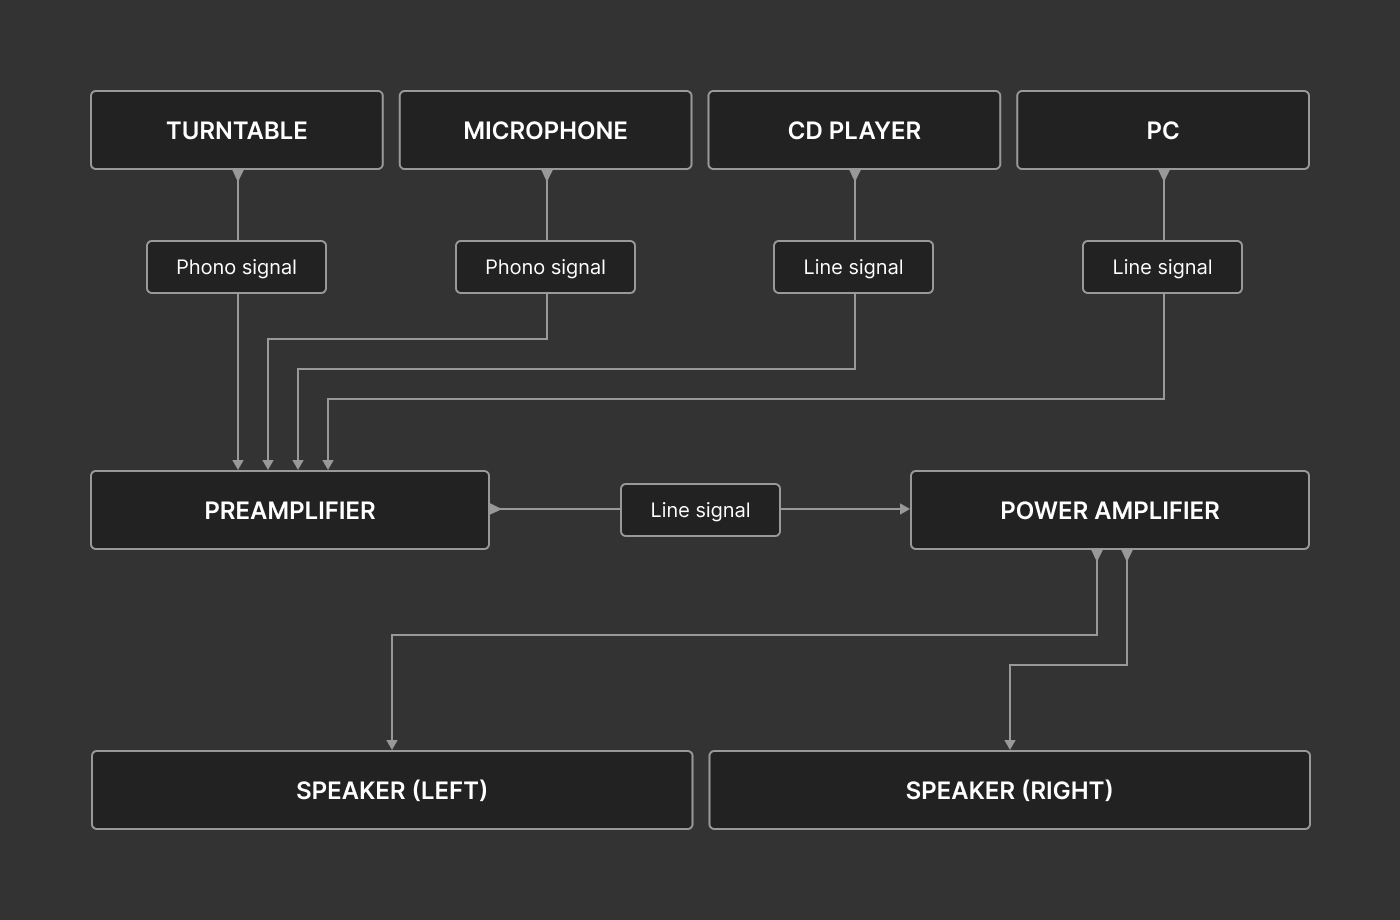 TURNTABLE
MICROPHONE
CD PLAYER
PC
Phono signal
Phono signal
Line signal
Line signal
PREAMPLIFIER
Line signal
POWER AMPLIFIER
SPEAKER (LEFT)
SPEAKER (RIGHT)